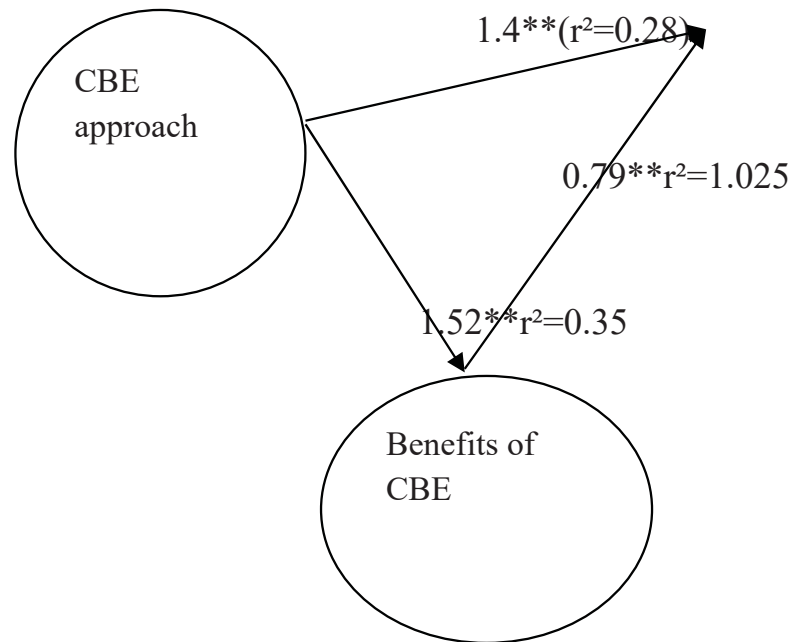 1.4**(r²=0.28)
CBE
approach
0.79**r²=1.025
1.52**r²=0.35
Benefits of
CBE